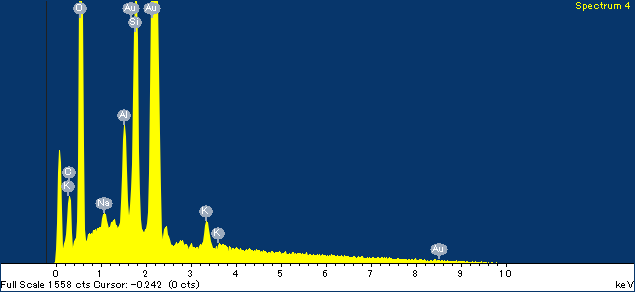 Spectrum 4
O Au Au
Si
Al
C
K
Na
K
K
Au
0 1 2 3 4 5 6 7 8 9 10
Full Scale 1558 cts Cursor: -0.242 (0 cts) keV